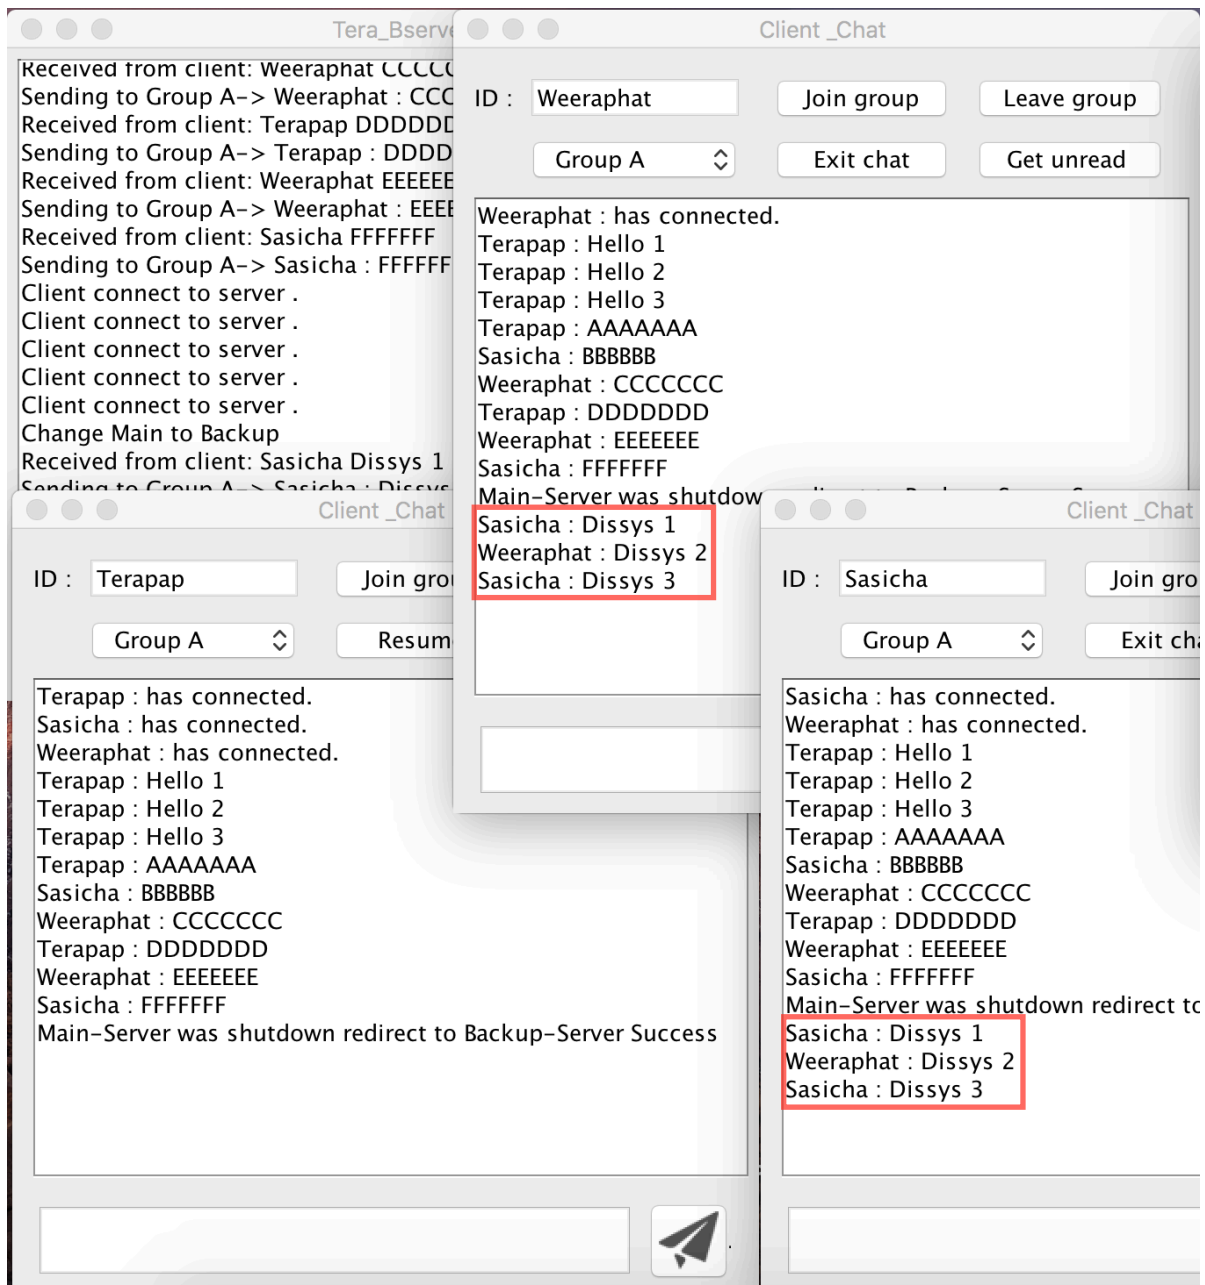 Tera_Bserve
Received from client: Weeraphat CCCCC
Sending to Group A-> Weeraphat : CCC
Received from client: Terapap DDDDDD
Sending to Group A-> Terapap : DDDD
Received from client: Weeraphat EEEEEE
Sending to Group A-> Weeraphat : EEEE
Received from client: Sasicha FFFFFFF
Sending to Group A-> Sasicha : FFFFFF
Client connect to server .
Client connect to server .
Client connect to server .
Client connect to server .
Client connect to server .
Change Main to Backup
Received from client: Sasicha Dissys 1
Sending to Group A-> Sasicha : Dissys
Client _Chat
ID : Weeraphat Join group Leave group
Group A Exit chat Get unread
Weeraphat : has connected.
Terapap : Hello 1
Terapap : Hello 2
Terapap : Hello 3
Terapap : AAAAAAA
Sasicha : BBBBBB
Weeraphat : CCCCCCC
Terapap : DDDDDDD
Weeraphat : EEEEEEE
Sasicha : FFFFFFF
Main-Server was shutdow
Sasicha : Dissys 1
Weeraphat : Dissys 2
Sasicha : Dissys 3
Client _Chat
ID : Terapap Join grou
Group A Resum
Terapap : has connected.
Sasicha : has connected.
Weeraphat : has connected.
Terapap : Hello 1
Terapap : Hello 2
Terapap : Hello 3
Terapap : AAAAAAA
Sasicha : BBBBBB
Weeraphat : CCCCCCC
Terapap : DDDDDDD
Weeraphat : EEEEEEE
Sasicha : FFFFFFF
Main-Server was shutdown redirect to Backup-Server Success
.
Client _Chat
ID : Sasicha Join gro
Group A Exit cha
Sasicha : has connected.
Weeraphat : has connected.
Terapap : Hello 1
Terapap : Hello 2
Terapap : Hello 3
Terapap : AAAAAAA
Sasicha : BBBBBB
Weeraphat : CCCCCCC
Terapap : DDDDDDD
Weeraphat : EEEEEEE
Sasicha : FFFFFFF
Main-Server was shutdown redirect to
Sasicha : Dissys 1
Weeraphat : Dissys 2
Sasicha : Dissys 3